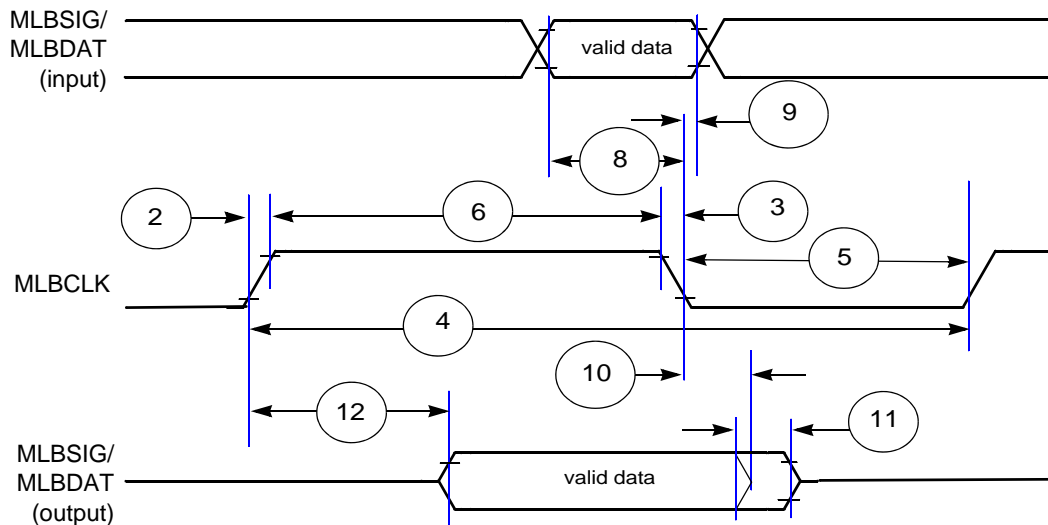 MLBSIG/
MLBDAT
(input)
valid data
9
8
2
6
3
5
MLBCLK
4
10
12
11
MLBSIG/
MLBDAT
(output)
valid data